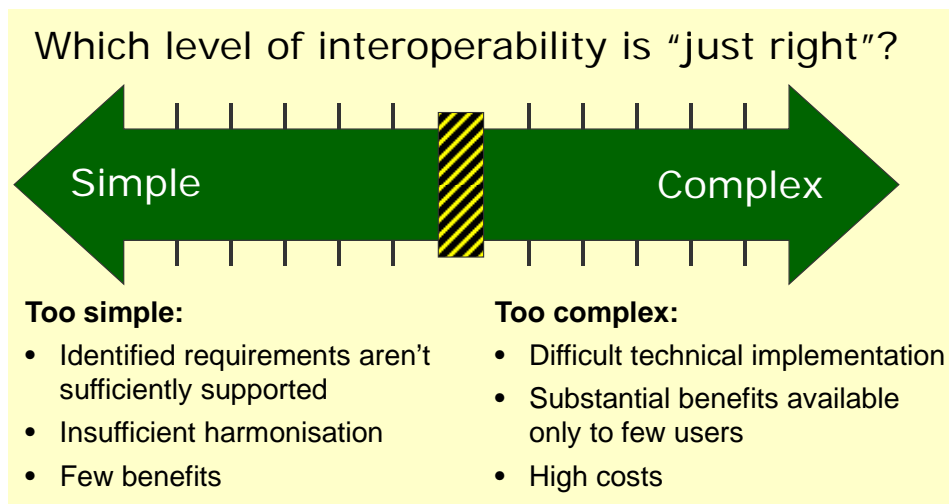 Which level of interoperability is "just right"?
Simple
Complex
Too simple:
• Identified requirements aren't
sufficiently supported
• Insufficient harmonisation
• Few benefits
Too complex:
• Difficult technical implementation
• Substantial benefits available
only to few users
• High costs